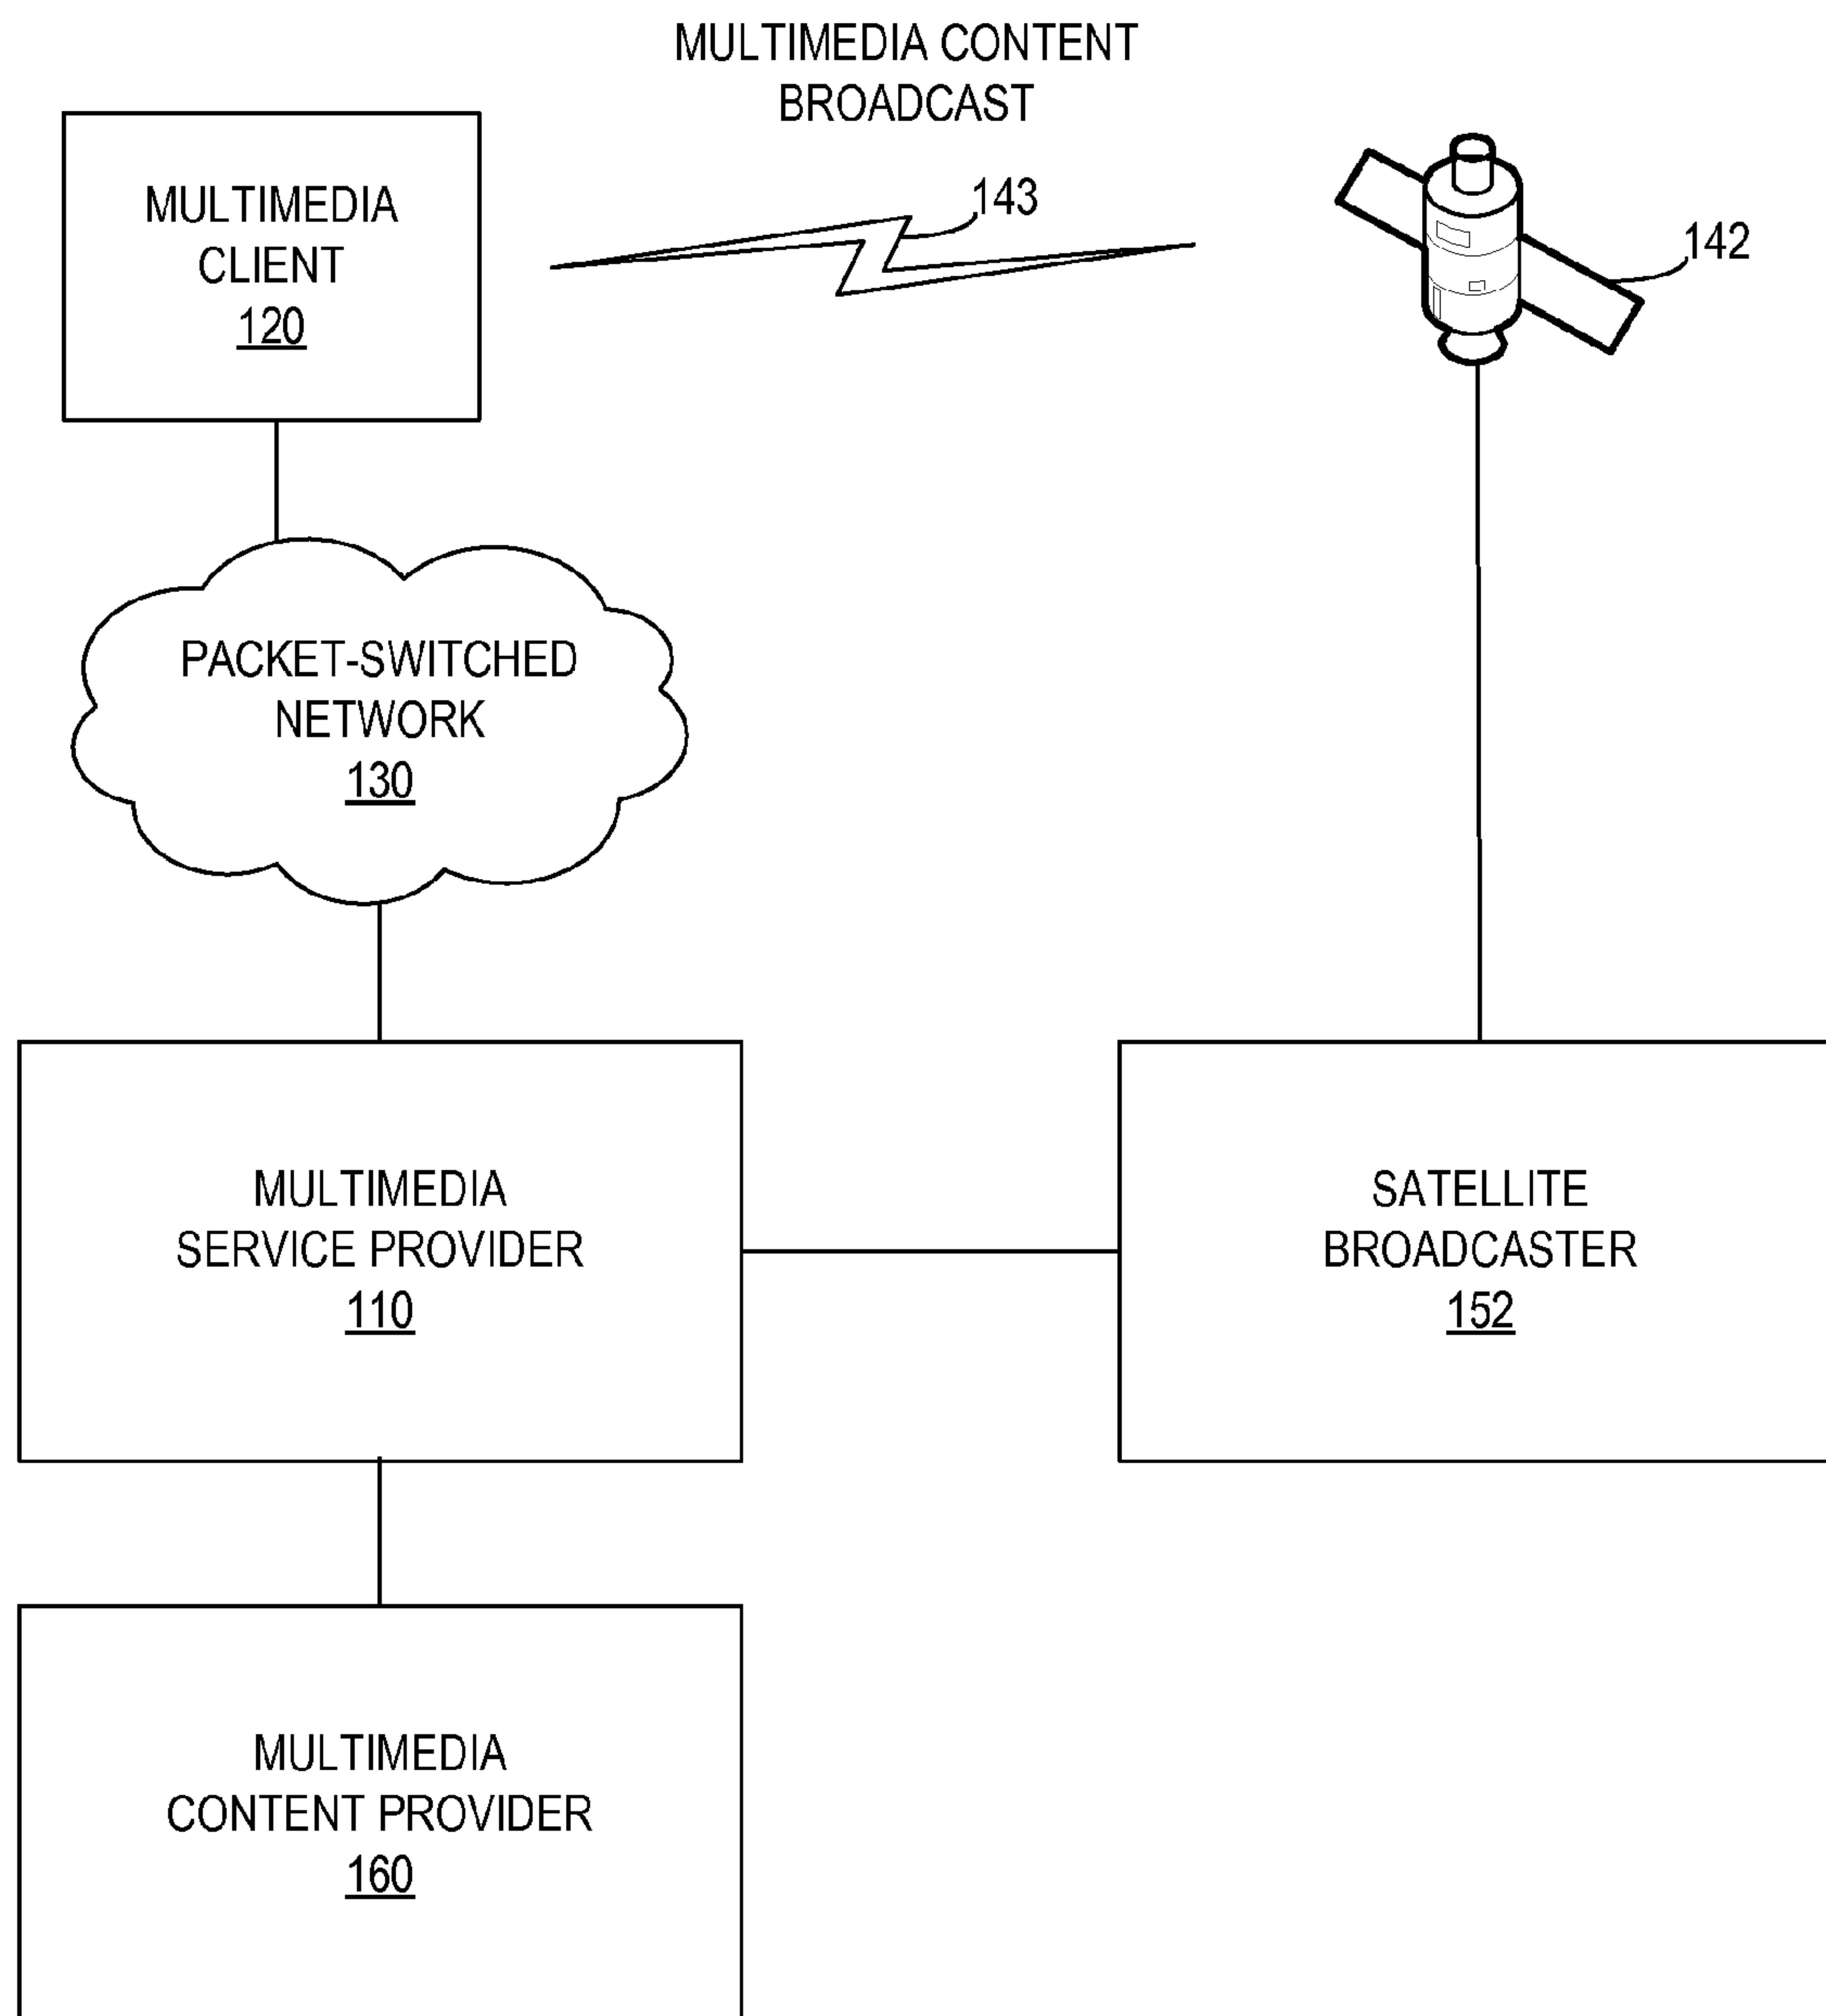 MULTIMEDIA CONTENT
BROADCAST
MULTIMEDIA
CLIENT
120
143
142
PACKET-SWITCHED
NETWORK
130
MULTIMEDIA
SERVICE PROVIDER
110
SATELLITE
BROADCASTER
152
MULTIMEDIA
CONTENT PROVIDER
160